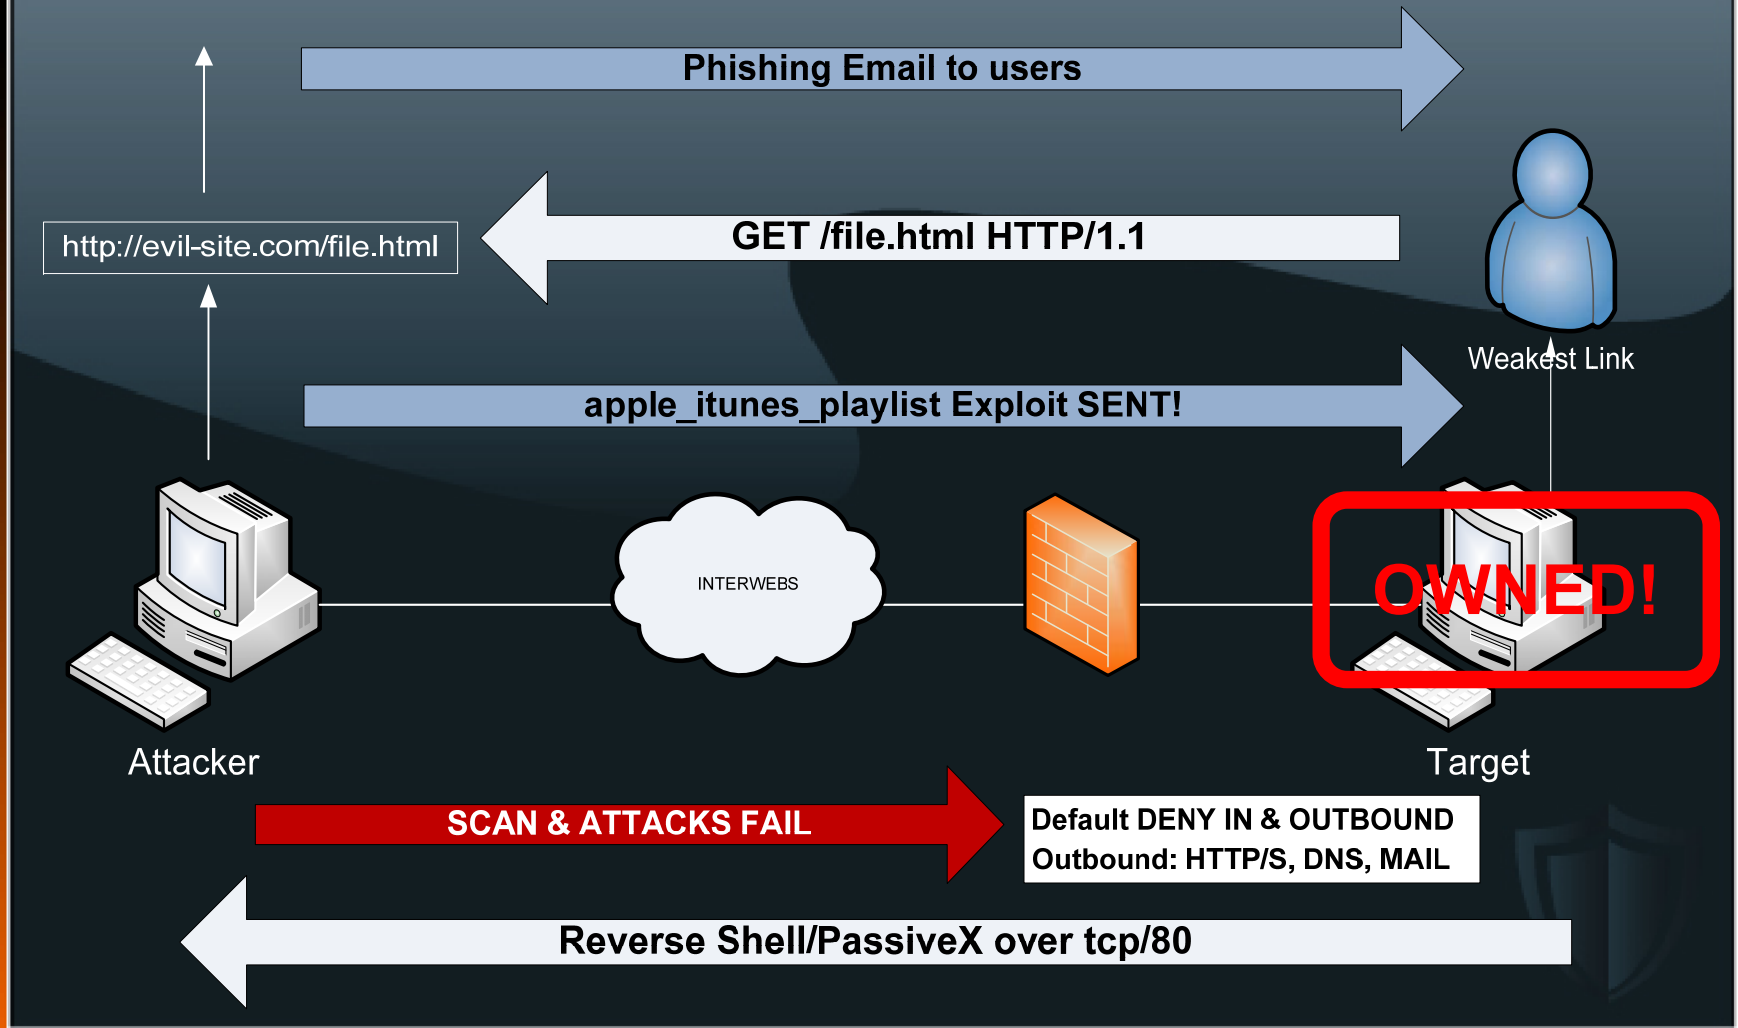 Phishing Email to users
GET /file.html HTTP/1.1
http://evil-site.com/file.html
Weakest Link
apple_itunes_playlist Exploit SENT!
INTERWEBS
OWNED!
Attacker
Target
SCAN & ATTACKS FAIL
Default DENY IN & OUTBOUND
Outbound: HTTP/S, DNS, MAIL
Reverse Shell/PassiveX over tcp/80